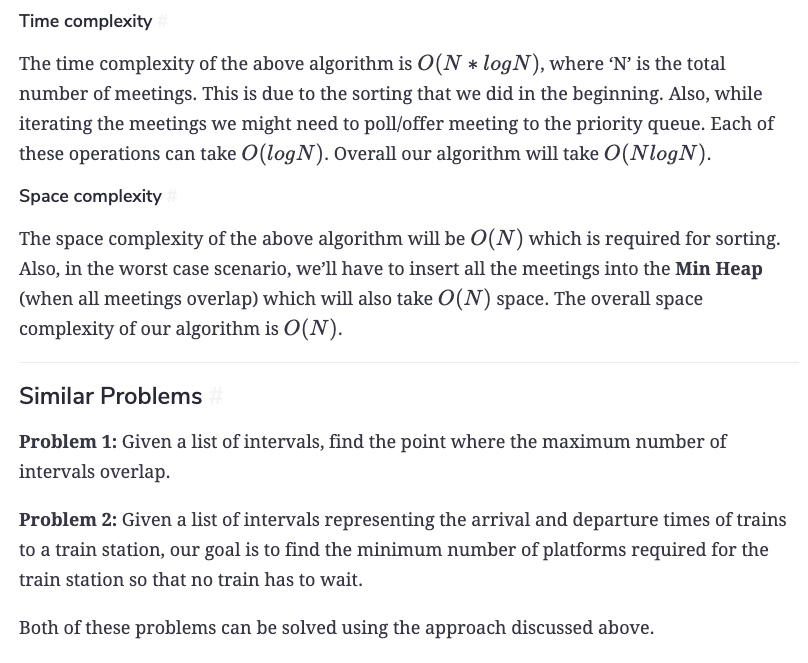 Time complexity #
The time complexity of the above algorithm is O(N ∗ logN), where ‘N’ is the total
number of meetings. This is due to the sorting that we did in the beginning. Also, while
iterating the meetings we might need to poll/offer meeting to the priority queue. Each of
these operations can take O(logN). Overall our algorithm will take O(NlogN).
Space complexity #
The space complexity of the above algorithm will be O(N) which is required for sorting.
Also, in the worst case scenario, we’ll have to insert all the meetings into the Min Heap
(when all meetings overlap) which will also take O(N) space. The overall space
complexity of our algorithm is O(N).
Similar Problems #
Problem 1: Given a list of intervals, find the point where the maximum number of
intervals overlap.
Problem 2: Given a list of intervals representing the arrival and departure times of trains
to a train station, our goal is to find the minimum number of platforms required for the
train station so that no train has to wait.
Both of these problems can be solved using the approach discussed above.